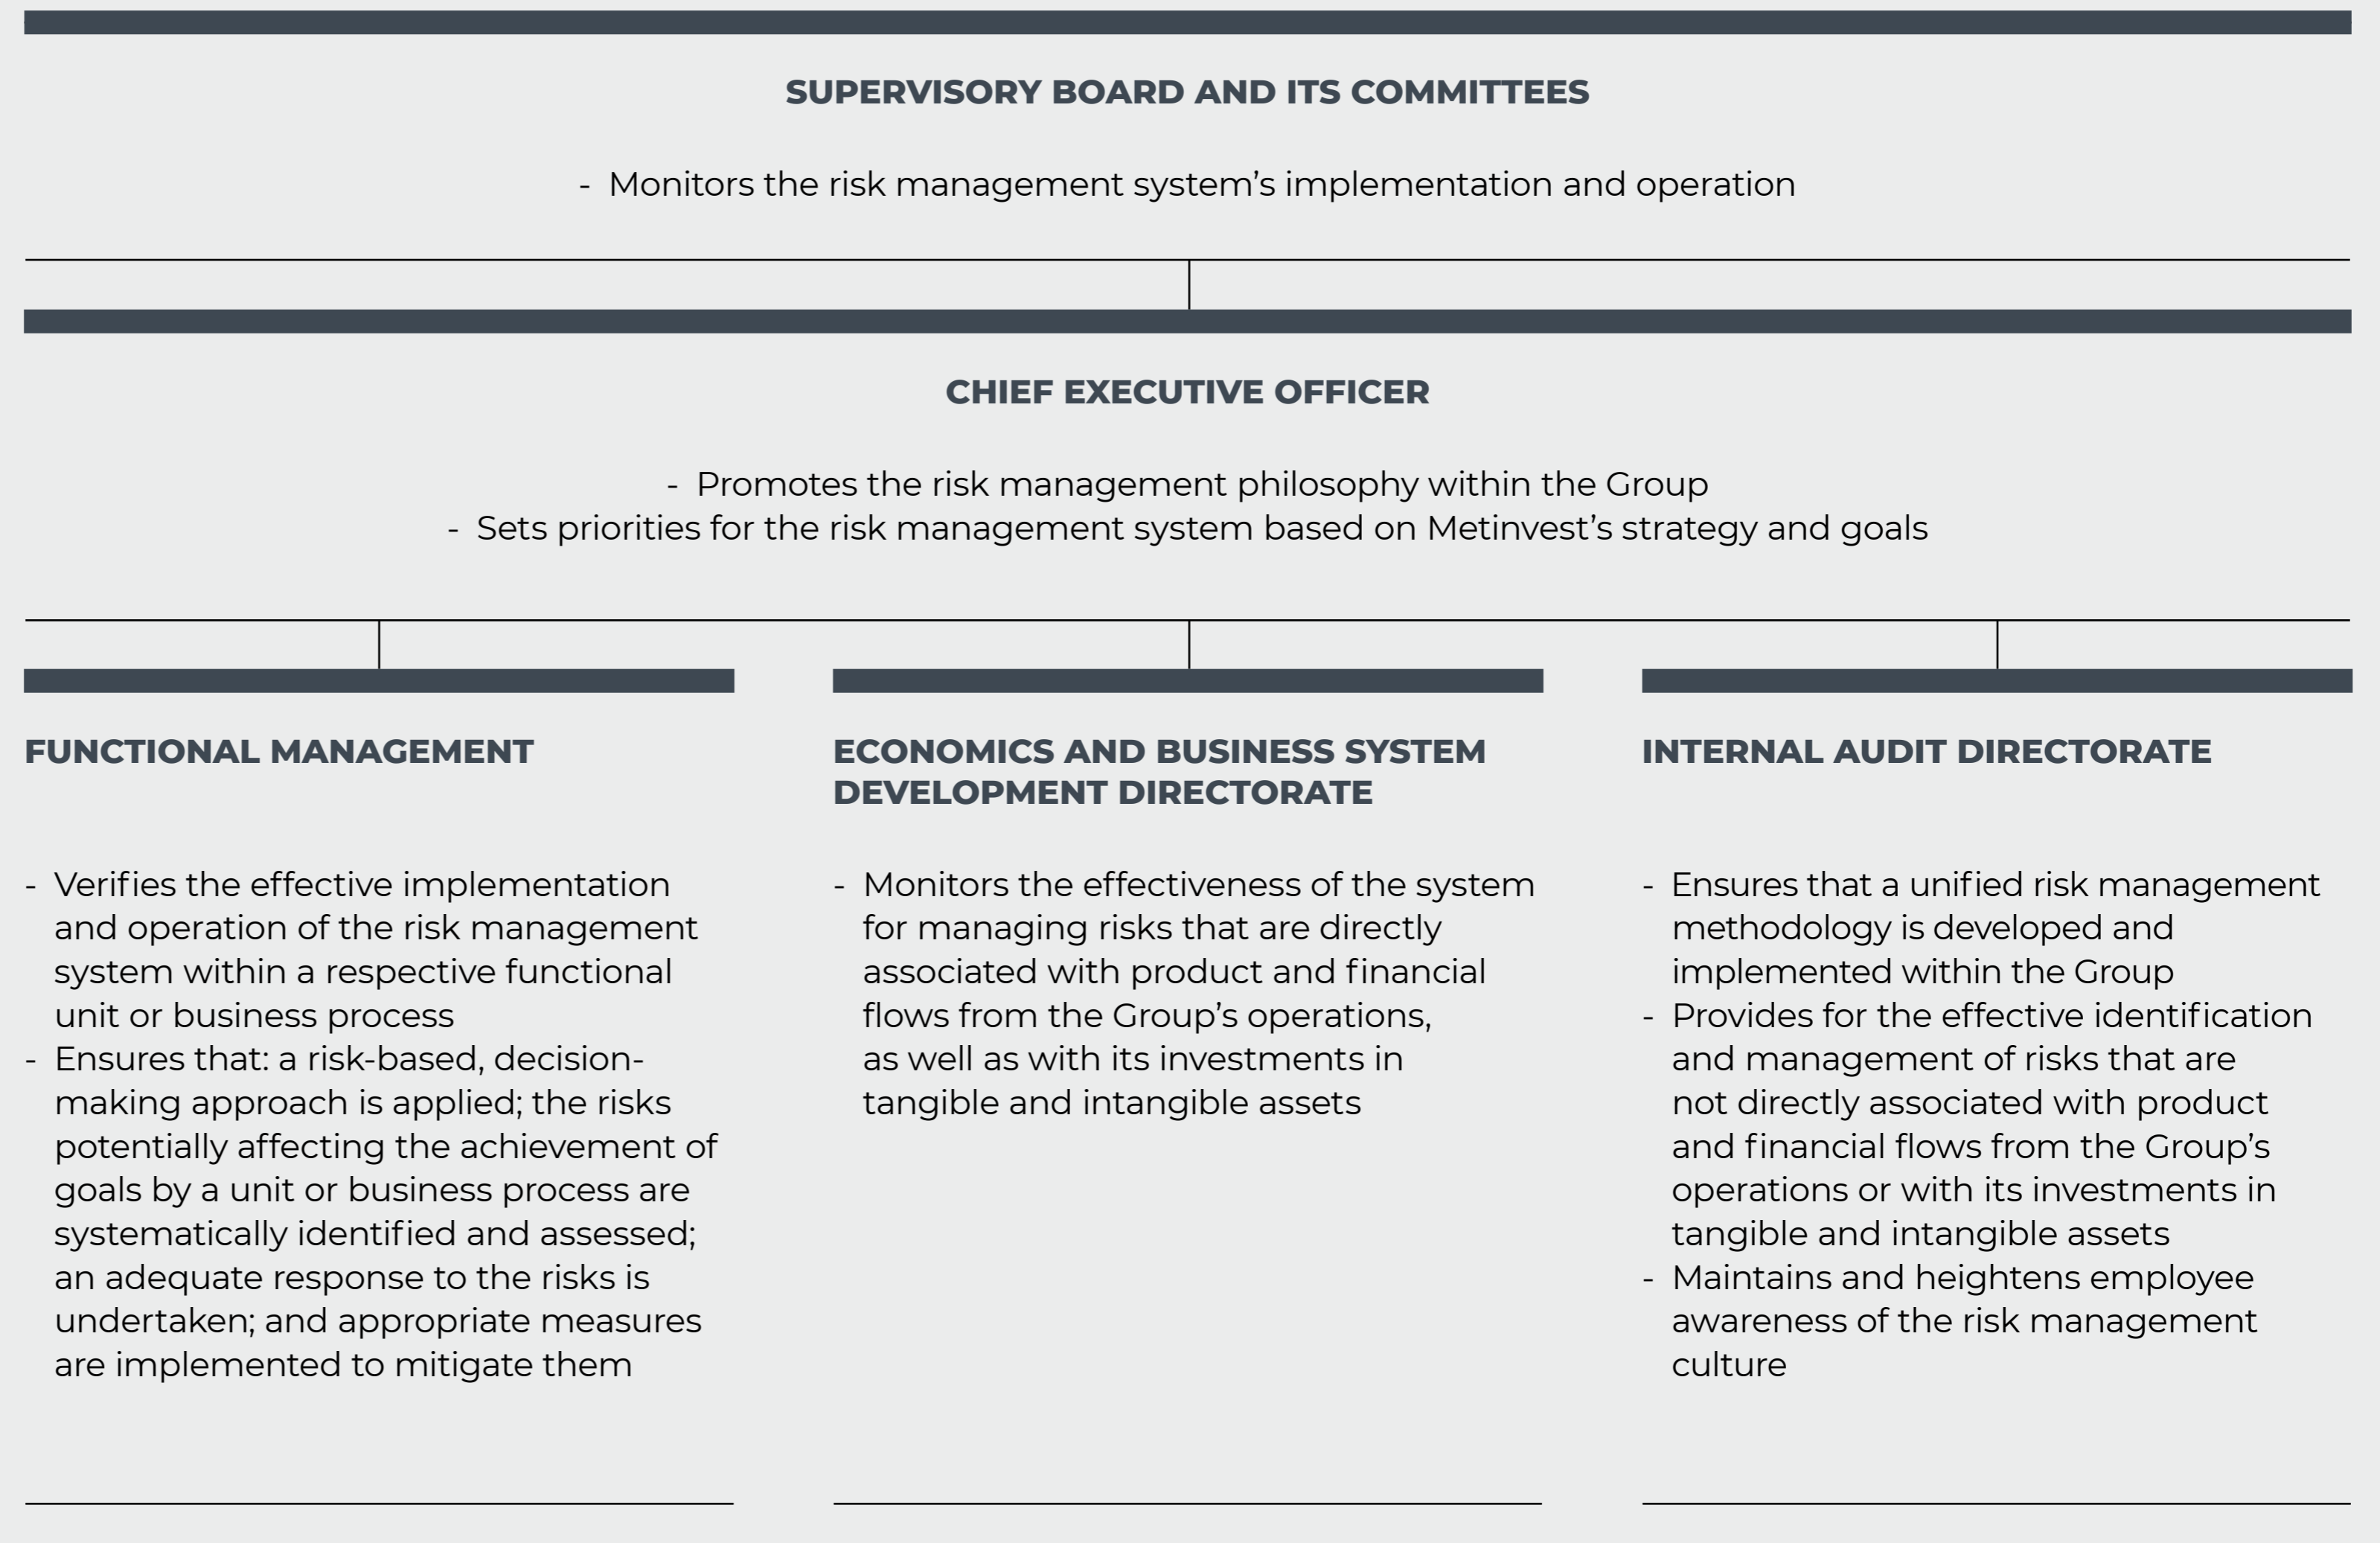 SUPERVISORY BOARD AND ITS COMMITTEES
- Monitors the risk management system’s implementation and operation
CHIEF EXECUTIVE OFFICER
- Promotes the risk management philosophy within the Group
- Sets priorities for the risk management system based on Metinvest’s strategy and goals
FUNCTIONAL MANAGEMENT
- Verifies the effective implementation
and operation of the risk management
system within a respective functional
unit or business process
- Ensures that: a risk-based, decision-
making approach is applied; the risks
potentially affecting the achievement of
goals by a unit or business process are
systematically identified and assessed;
an adequate response to the risks is
undertaken; and appropriate measures
are implemented to mitigate them
ECONOMICS AND BUSINESS SYSTEM
DEVELOPMENT DIRECTORATE
- Monitors the effectiveness of the system
for managing risks that are directly
associated with product and financial
flows from the Group’s operations,
as well as with its investments in
tangible and intangible assets
INTERNAL AUDIT DIRECTORATE
- Ensures that a unified risk management
methodology is developed and
implemented within the Group
- Provides for the effective identification
and management of risks that are
not directly associated with product
and financial flows from the Group’s
operations or with its investments in
tangible and intangible assets
- Maintains and heightens employee
awareness of the risk management
culture